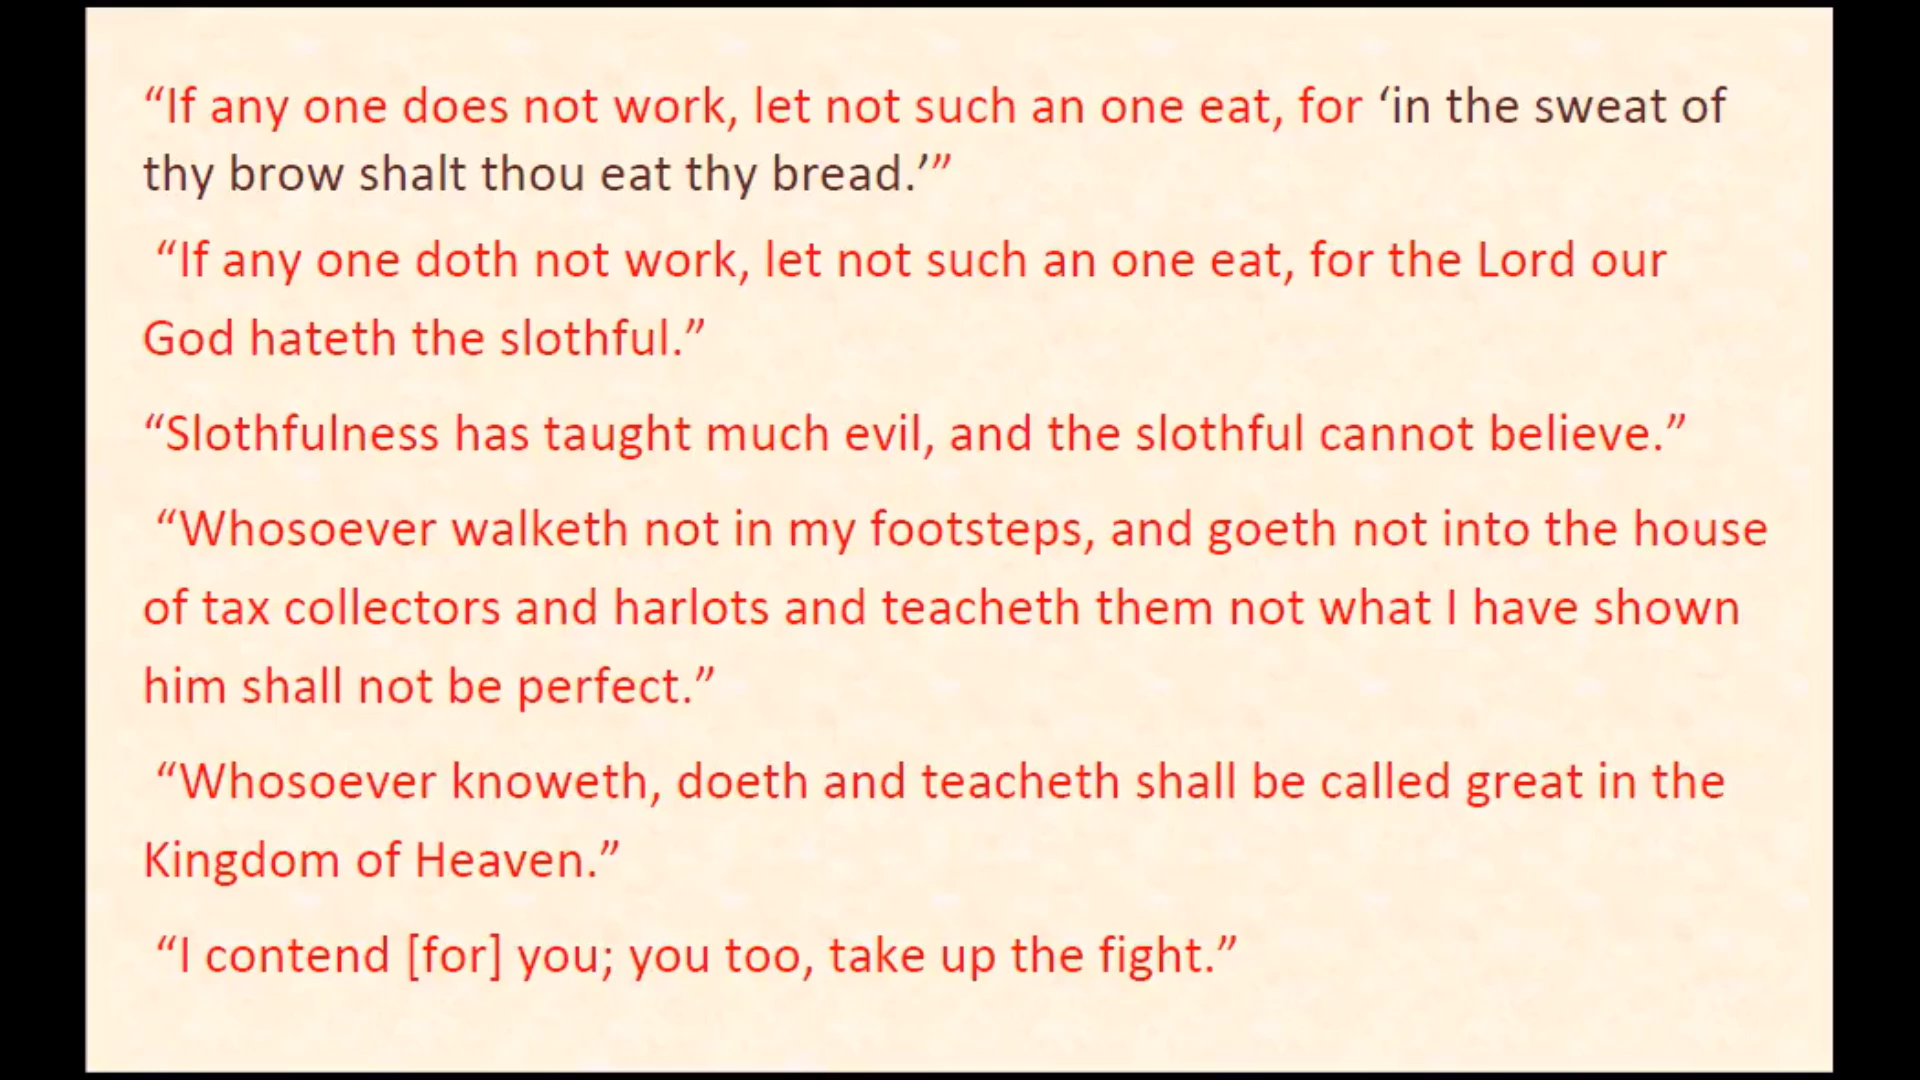 “If any one does not work, let not such an one eat, for ‘in the sweat of
thy brow shalt thou eat thy bread.’”
“If any one doth not work, let not such an one eat, for the Lord our
God hateth the slothful.”
“Slothfulness has taught much evil, and the slothful cannot believe.”
“Whosoever walketh not in my footsteps, and goeth not into the house
of tax collectors and harlots and teacheth them not what I have shown
him shall not be perfect.”
“Whosoever knoweth, doeth and teacheth shall be called great in the
Kingdom of Heaven.”
“I contend [for] you; you too, take up the fight.”